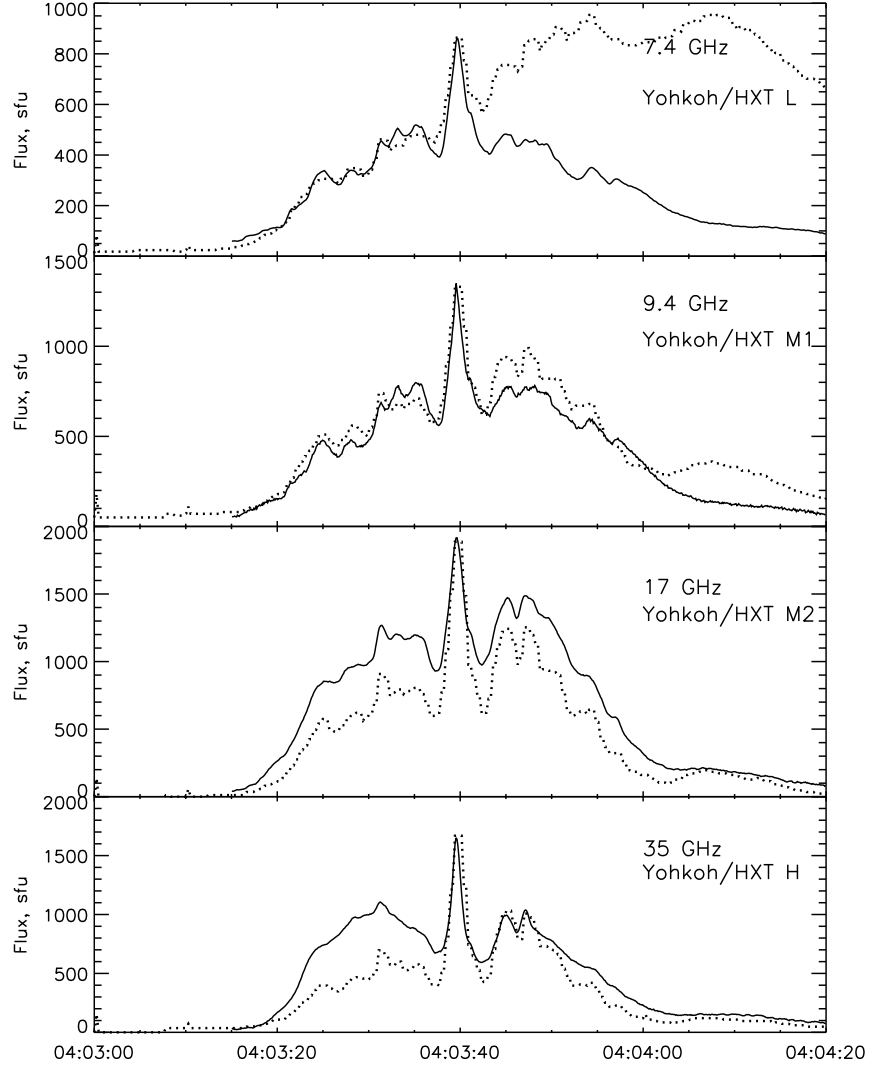 1000
800
600
400
200
0
Flux, sfu
7.4 GHz
Yohkoh/HXT L
1500
1000
500
0
Flux, sfu
9.4 GHz
Yohkoh/HXT M1
2000
1500
1000
500
0
Flux, sfu
17 GHz
Yohkoh/HXT M2
2000
1500
1000
500
0
Flux, sfu
35 GHz
Yohkoh/HXT H
04:03:00 04:03:20 04:03:40 04:04:00 04:04:20